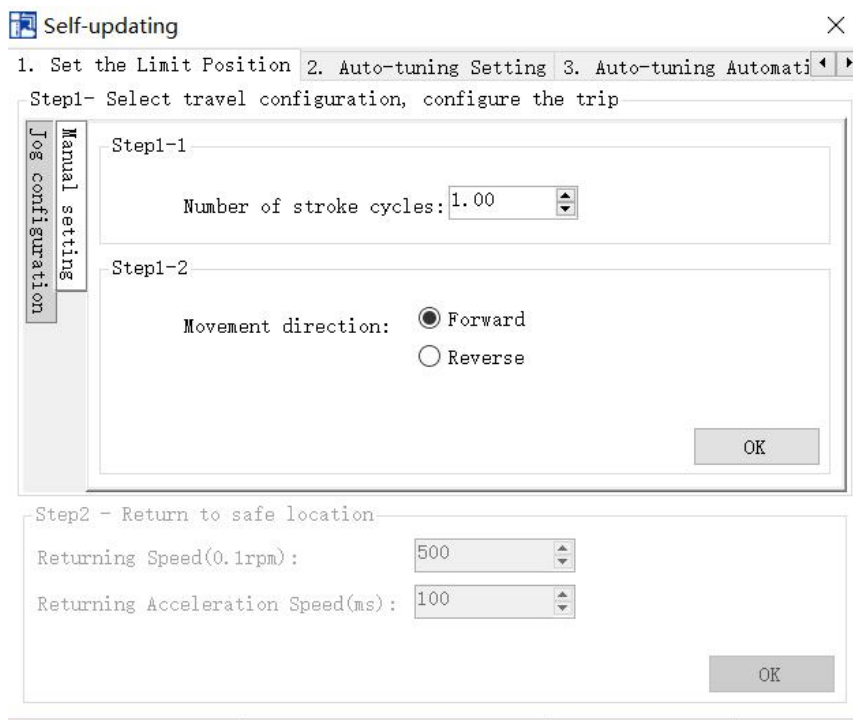 Self-updating
1. Set the Limit Position 2. Auto-tuning Setting 3. Auto-tuning Automati
Step1- Select travel configuration, configure the trip
Jog configuration
Manual setting
Step1-1
Number of stroke cycles: 1.00
Step1-2
Movement direction: Forward
Reverse
OK
Step2 - Return to safe location
Returning Speed(0.1rpm): 500
Returning Acceleration Speed(ms): 100
OK